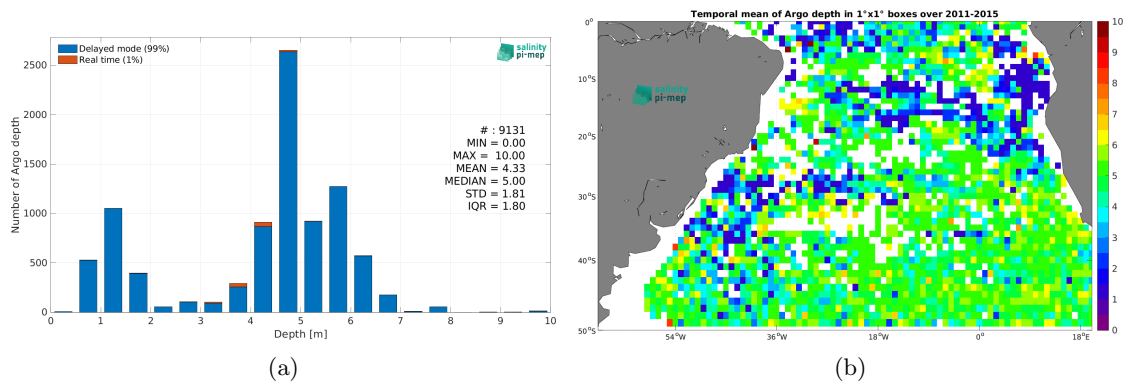 Delayed mode (99%)
Real time (1%)
salinity
pi-mep
Number of Argo depth
2500
2000
1500
1000
500
0
# : 9131
MIN = 0.00
MAX = 10.00
MEAN = 4.33
MEDIAN = 5.00
STD = 1.81
IQR = 1.80
0 1 2 3 4 5 6 7 8 9 10
Depth [m]
(a)
Temporal mean of Argo depth in 1°x1° boxes over 2011-2015
salinity
pi-mep
0°
10°S
20°S
30°S
40°S
50°S
54°W 36°W 18°W 0° 18°E
10
9
8
7
6
5
4
3
2
1
0
(b)